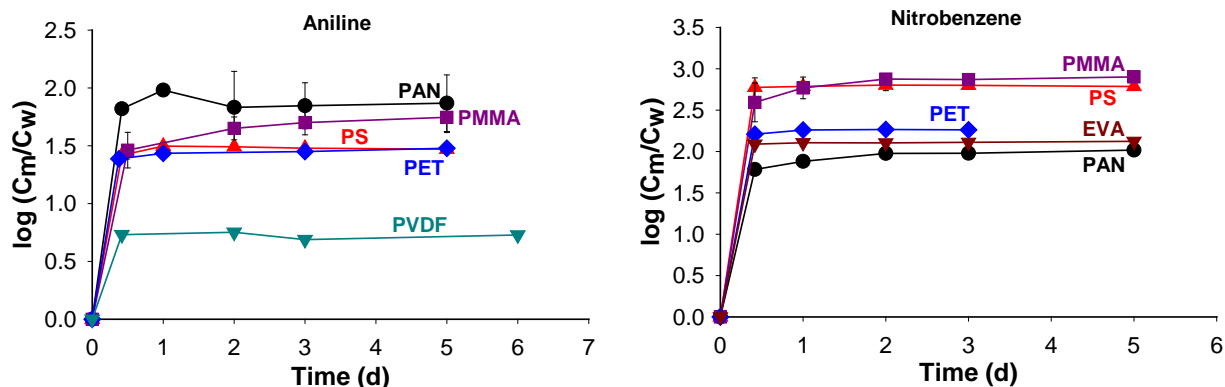 Aniline
log (Cm/Cw)
2.5
2.0
1.5
1.0
0.5
0.0
PAN
PMMA
PS
PET
PVDF
0 1 2 3 4 5 6 7
Time (d)
Nitrobenzene
log (Cm/Cw)
3.5
3.0
2.5
2.0
1.5
1.0
0.5
0.0
PMMA
PS
PET
EVA
PAN
0 1 2 3 4 5 6
Time (d)